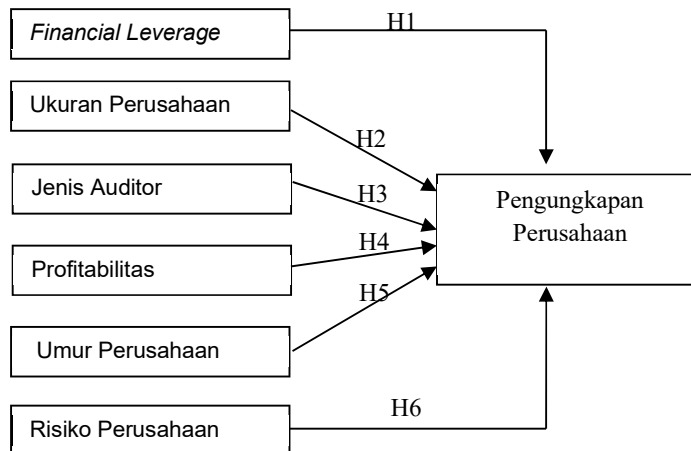 Financial Leverage
H1
Ukuran Perusahaan
H2
Jenis Auditor
H3
Pengungkapan
Perusahaan
Profitabilitas
H4
H5
Umur Perusahaan
Risiko Perusahaan
H6